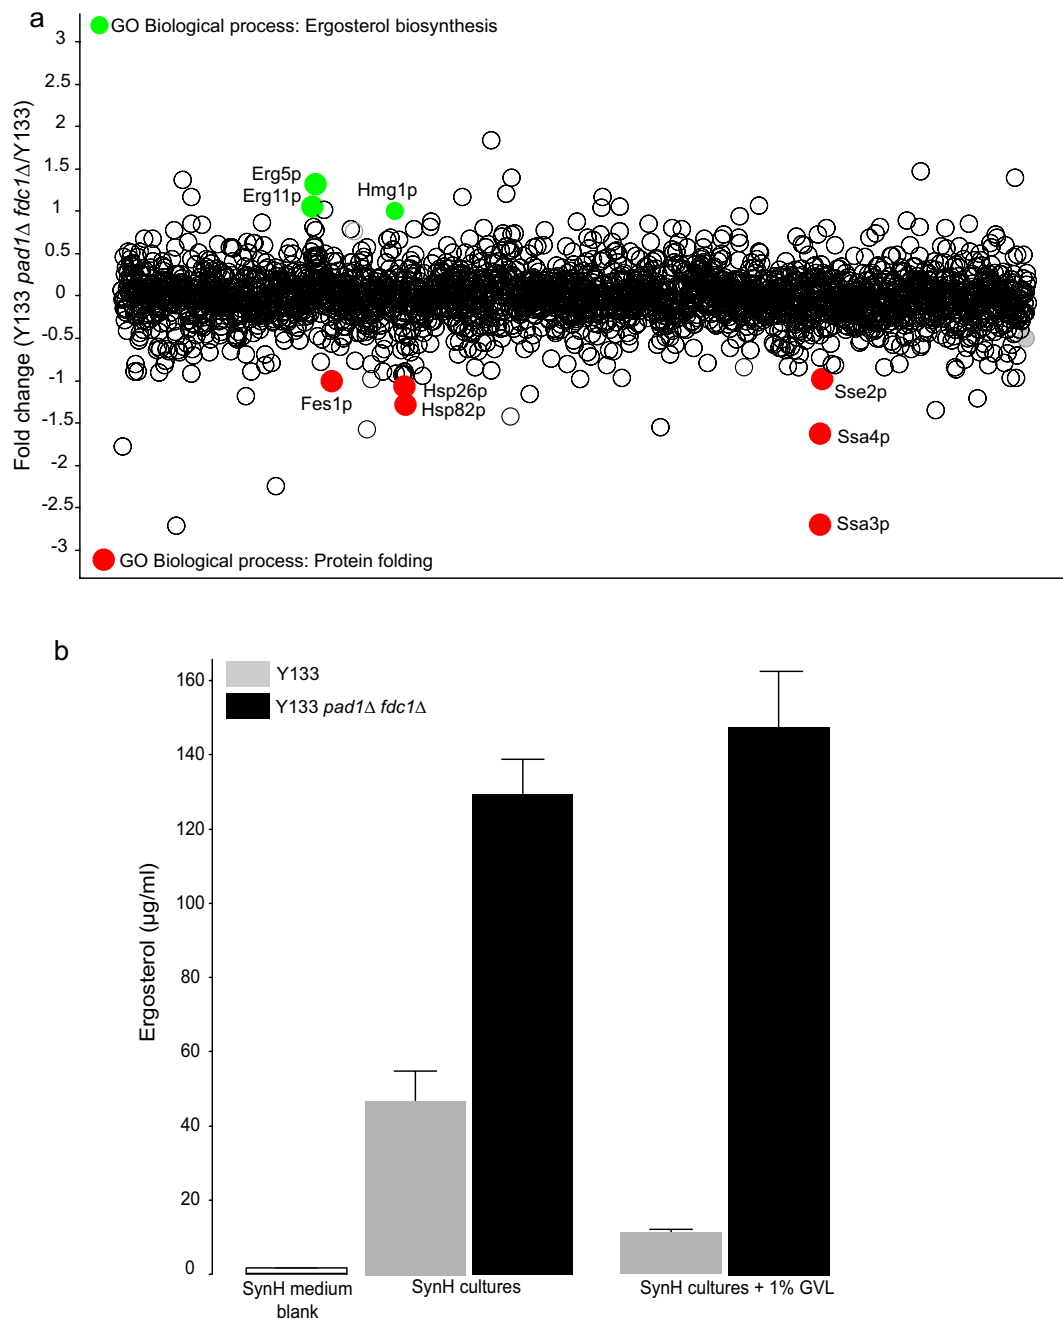 a
GO Biological process: Ergosterol biosynthesis
Fold change (Y133 pad1Δ fdc1Δ/Y133)
3
2.5
2
1.5
1
0.5
0
-0.5
-1
-1.5
-2
-2.5
-3
Erg5p
Erg11p
Hmg1p
Fes1p
Hsp26p
Hsp82p
Sse2p
Ssa4p
Ssa3p
GO Biological process: Protein folding
b
Y133
Y133 pad1Δ fdc1Δ
Ergosterol (µg/ml)
160
140
120
100
80
60
40
20
0
SynH medium
blank
SynH cultures
SynH cultures + 1% GVL